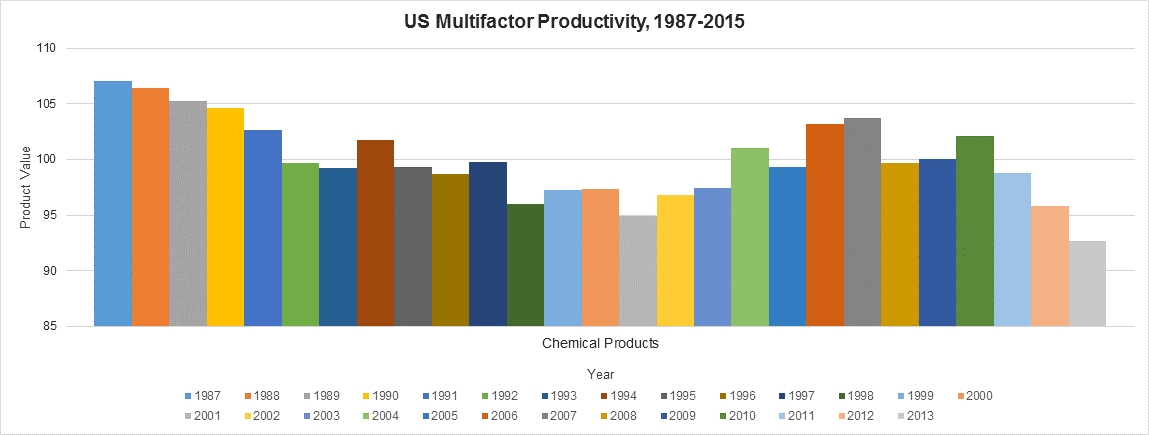 US Multifactor Productivity, 1987-2015
110
105
100
95
90
85
Product Value
Chemical Products
Year
1987 1988 1989 1990 1991 1992 1993 1994 1995 1996 1997 1998 1999 2000
2001 2002 2003 2004 2005 2006 2007 2008 2009 2010 2011 2012 2013